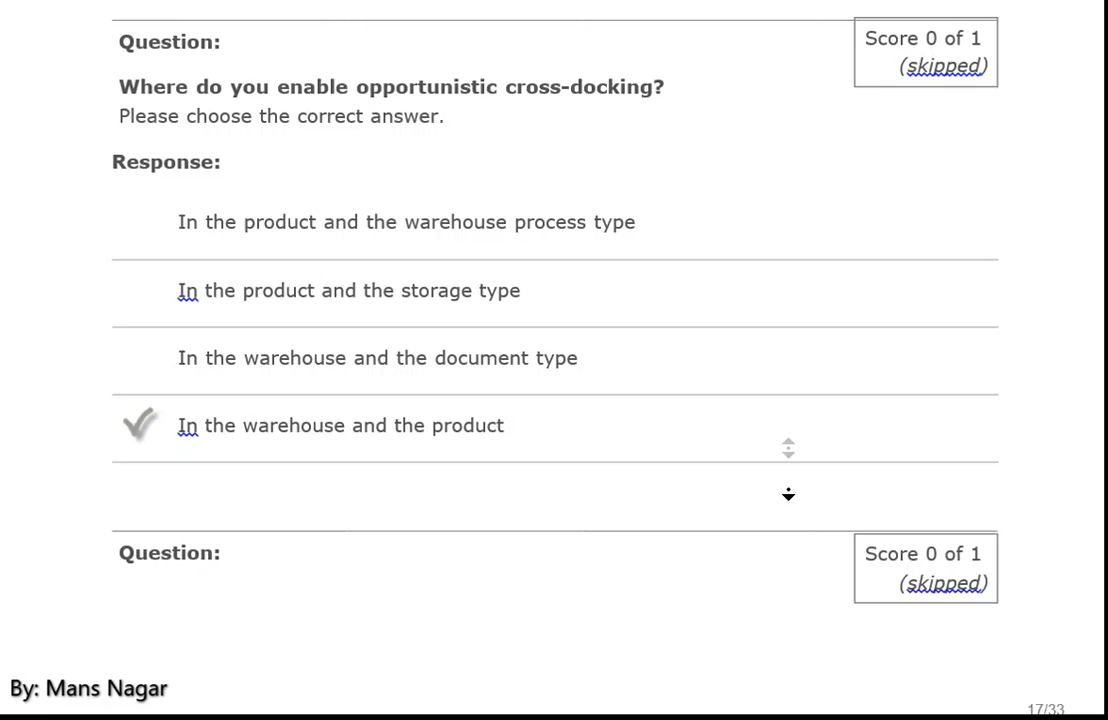 Question:
Score 0 of 1
(skipped)
Where do you enable opportunistic cross-docking?
Please choose the correct answer.
Response:
In the product and the warehouse process type
In the product and the storage type
In the warehouse and the document type
In the warehouse and the product
Question:
Score 0 of 1
(skipped)
By: Mans Nagar
17/33